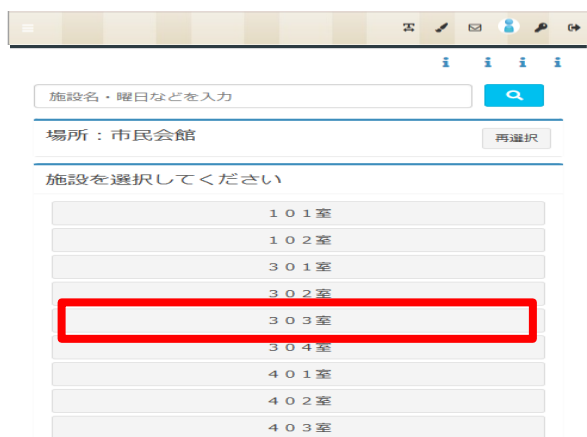 施設名・曜日などを入力
場所：市民会館
再選択
施設を選択してください
１０１室
１０２室
３０１室
３０２室
３０３室
３０４室
４０１室
４０２室
４０３室